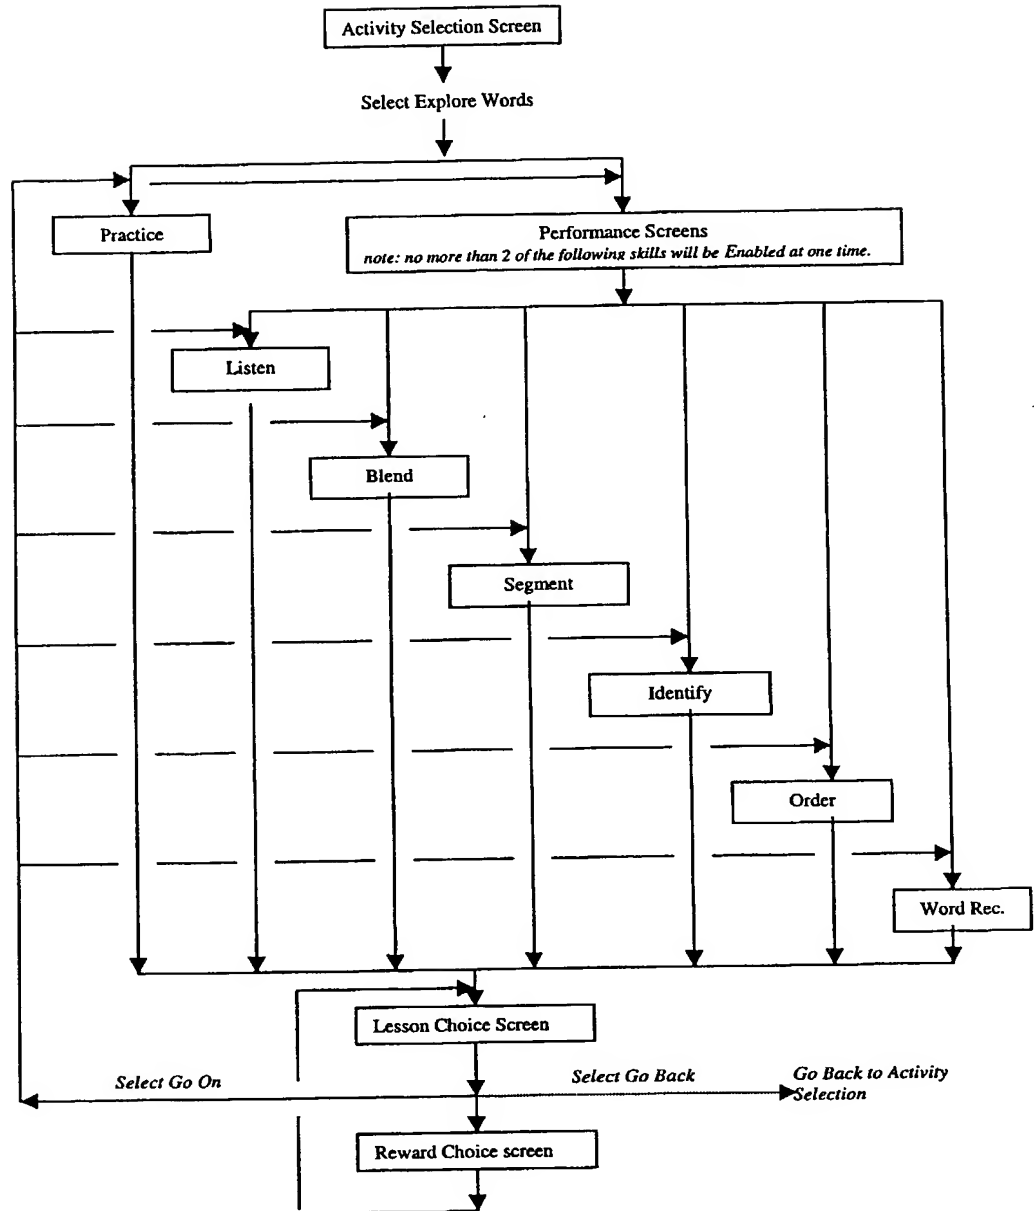 Activity Selection Screen
Select Explore Words
Practice
Performance Screens
note: no more than 2 of the following skills will be Enabled at one time.
Listen
Blend
Segment
Identify
Order
Word Rec.
Lesson Choice Screen
Select Go On
Select Go Back
Go Back to Activity
Selection
Reward Choice screen